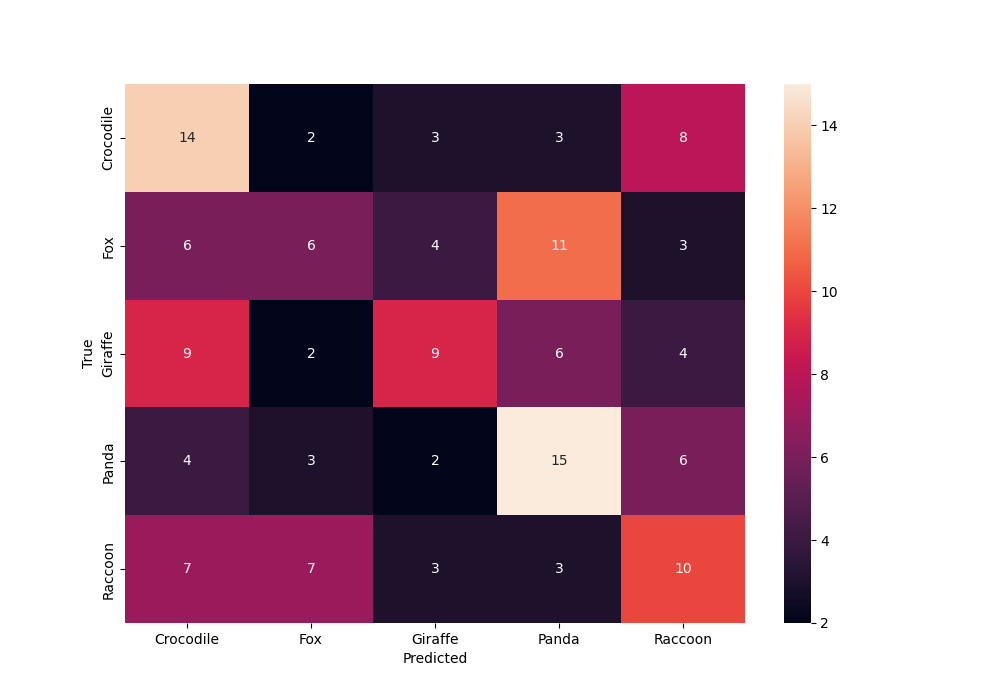 Crocodile 14 2 3 3 8
Fox 6 6 4 11 3
Giraffe 9 2 9 6 4
Panda 4 3 2 15 6
Raccoon 7 7 3 3 10
True
Crocodile Fox Giraffe Panda Raccoon
Predicted
14
12
10
8
6
4
2